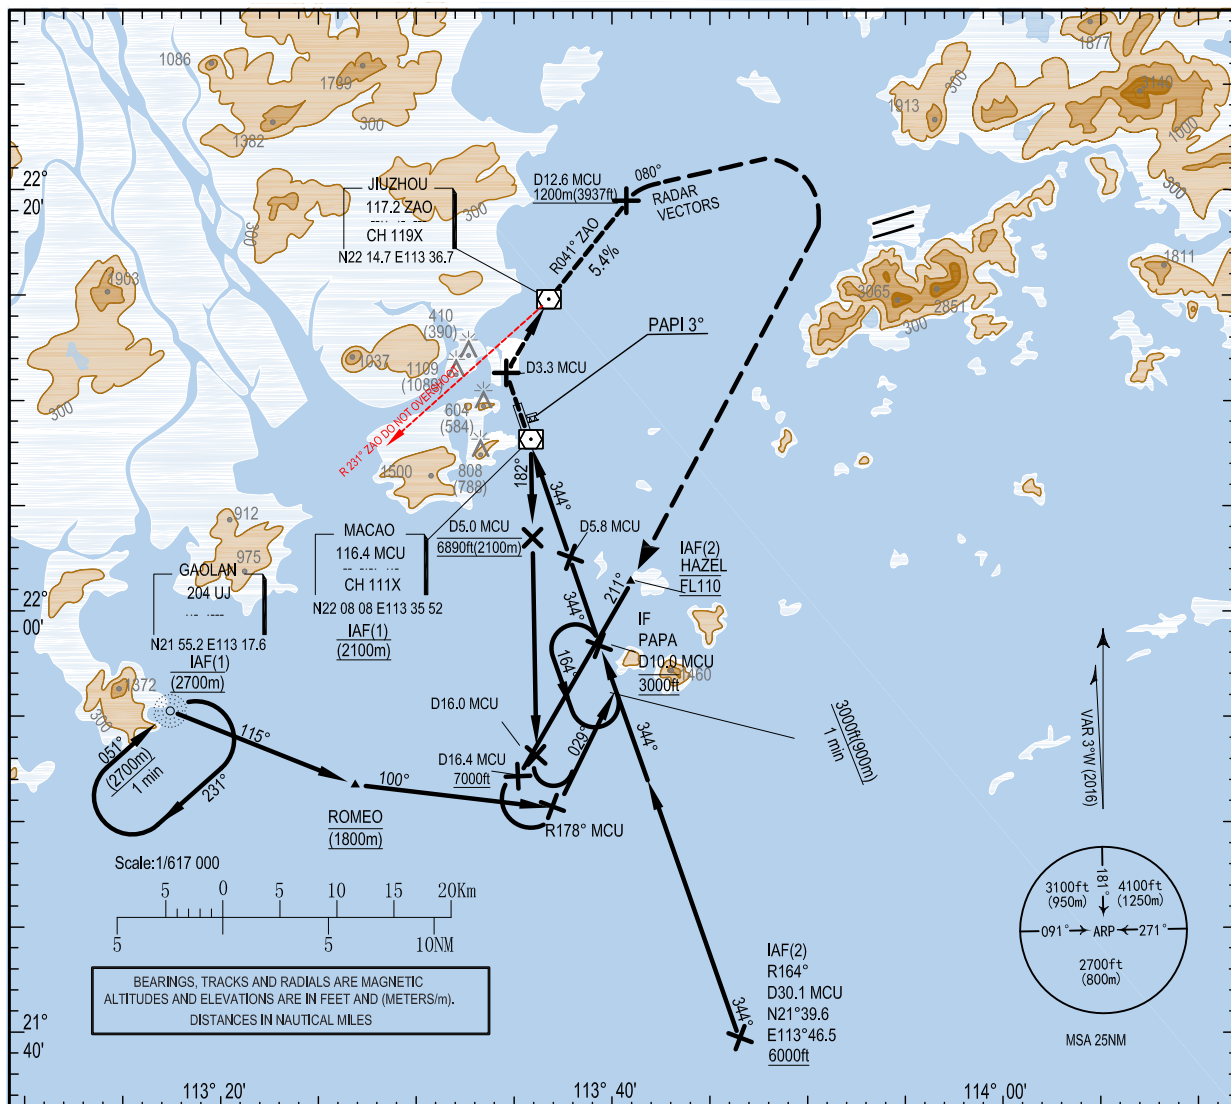 1086
1739
1382
300
1877
300
1913
1140
1000
300
22°
20'
JIUZHOU
117.2 ZAO
CH 119X
N22 14.7 E113 36.7
300
300
D12.6 MCU
1200m(3937ft)
080°
RADAR
VECTORS
R041° ZAO
5.4%
1903
300
1811
3065
2851
300
410
(390)
1109
1037
604
(584)
808
(788)
1500
PAPI 3°
D3.3 MCU
R 231° ZAO DO NOT OVERSHOOT
182°
344°
912
975
GAOLAN
204 UJ
N21 55.2 E113 17.6
IAF(1)
(2700m)
MACAO
116.4 MCU
CH 111X
N22 08 08 E113 35 52
IAF(1)
(2100m)
D5.0 MCU
6890ft(2100m)
D5.8 MCU
IAF(2)
HAZEL
FL110
211°
22°
00'
344°
IF
PAPA
D10.0 MCU
3000ft
1460
164°
1372
300
051°
(2700m)
1 min
231°
115°
100°
ROMEO
(1800m)
D16.0 MCU
D16.4 MCU
7000ft
029°
R178° MCU
344°
3000ft(900m)
1 min
VAR 3°W (2016)
Scale:1/617 000
5 0 5 10 15 20Km
5 5 10NM
BEARINGS, TRACKS AND RADIALS ARE MAGNETIC
ALTITUDES AND ELEVATIONS ARE IN FEET AND (METERS/m).
DISTANCES IN NAUTICAL MILES
3100ft
(950m)
181°
4100ft
(1250m)
091° ARP 271°
2700ft
(800m)
MSA 25NM
IAF(2)
R164°
D30.1 MCU
N21°39.6
E113°46.5
6000ft
344°
21°
40'
113° 20'
113° 40'
114° 00'